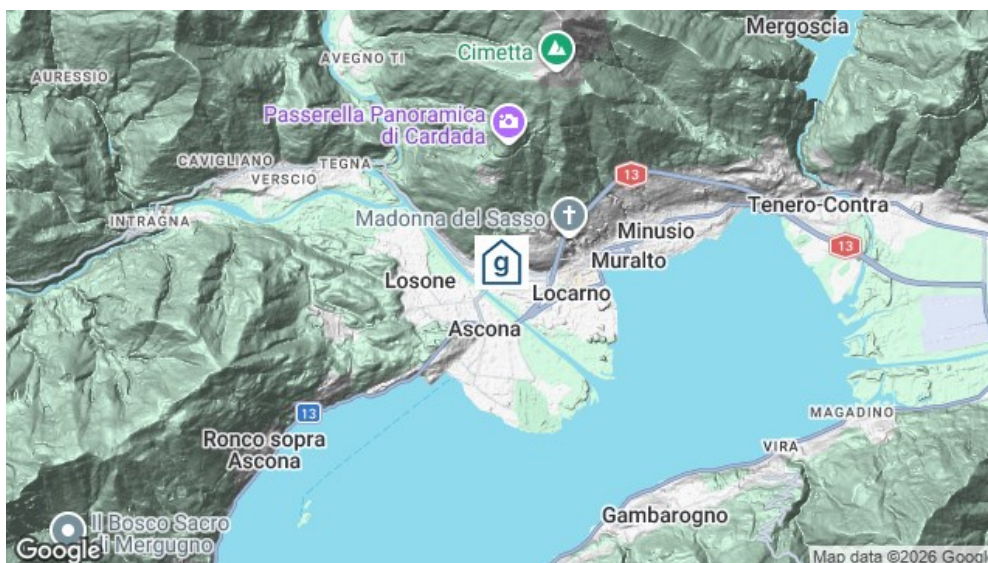 Mergoscia
Cimetta
AVEGNO TI
AURESSIO
Passerella Panoramica
di Cardada
CAVIGLIANO
TEGNA
VERSCIO
13
INTRAGNA
Madonna del Sasso
Tenero-Contra
Minusio
13
Muralto
g
Losone
Locarno
Ascona
13
MAGADINO
Ronco sopra
Ascona
VIRA
Gambarogno
Il Bosco Sacro
di Mergugno
Google
Map data ©2026 Google